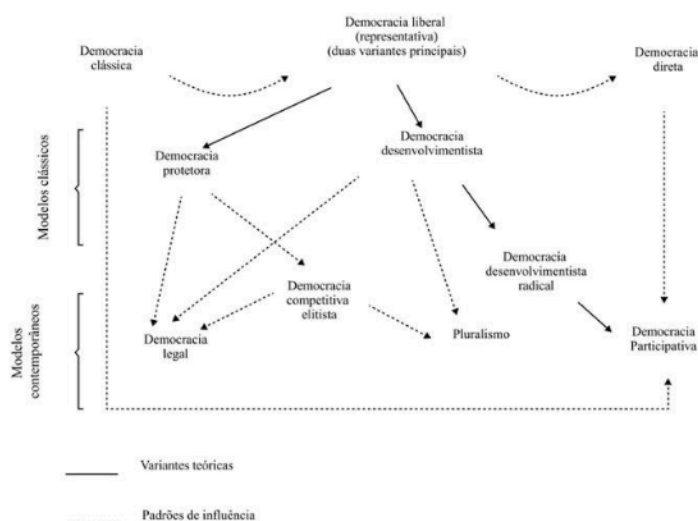 Democracia liberal
(representativa)
(duas variantes principais)
Democracia
clássica
Democracia
direta
Modelos clássicos
Democracia
protetora
Democracia
desenvolvimentista
Democracia
desenvolvimentista
radical
Modelos
contemporâneos
Democracia
competitiva
elitista
Democracia
legal
Pluralismo
Democracia
Participativa
Variantes teóricas
Padrões de influência